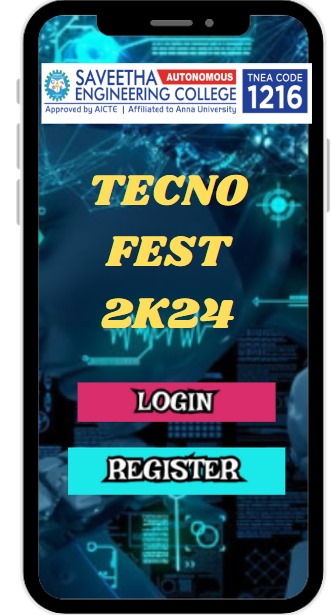 SAVEETHA AUTONOMOUS
ENGINEERING COLLEGE
Approved by AICTE | Affiliated to Anna University
TNEA CODE
1216
TECNO
FEST
2K24
LOGIN
REGISTER